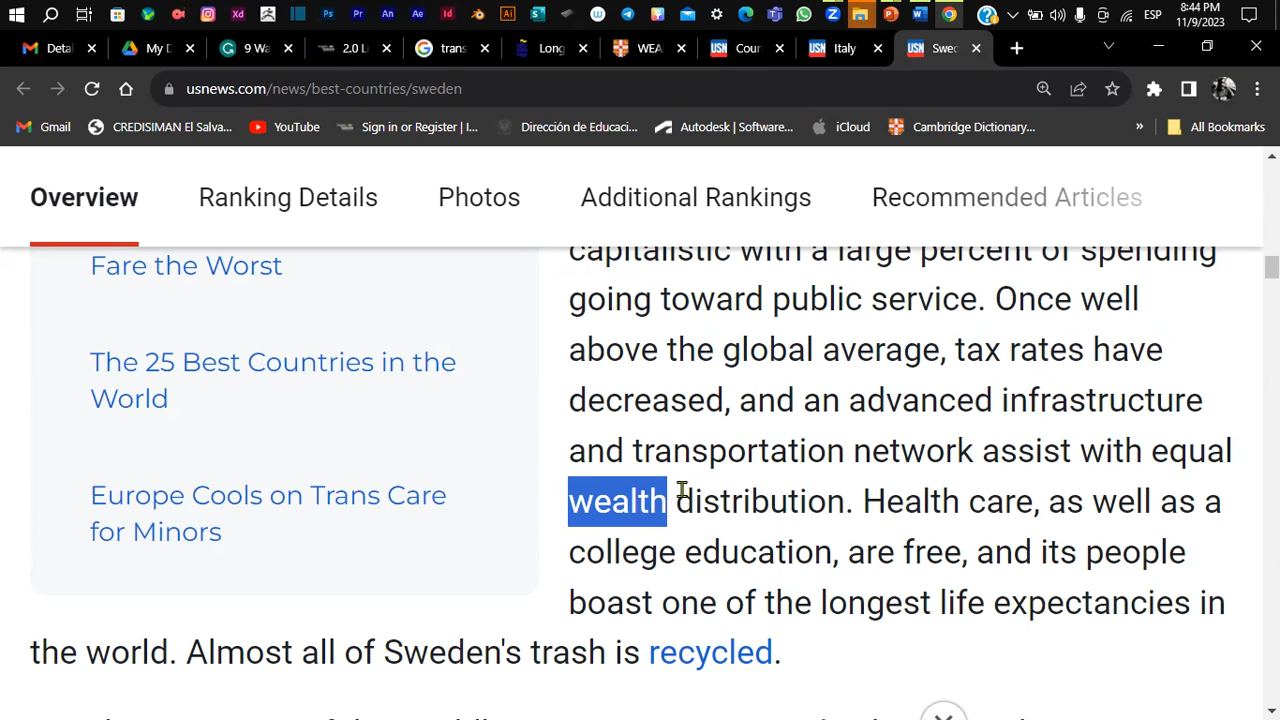 8:44 PM
ESP
11/9/2023
Detai
My D
9 Wa
2.0 L
trans
Long
WEA
Cour
Italy
Swed
usnews.com/news/best-countries/sweden
Gmail
CREDISIMAN El Salva...
YouTube
Sign in or Register | I...
Dirección de Educaci...
Autodesk | Software...
iCloud
Cambridge Dictionary...
»
All Bookmarks
Overview
Ranking Details
Photos
Additional Rankings
Recommended Articles
Fare the Worst
The 25 Best Countries in the
World
Europe Cools on Trans Care
for Minors
capitalistic with a large percent of spending
going toward public service. Once well
above the global average, tax rates have
decreased, and an advanced infrastructure
and transportation network assist with equal
wealth distribution. Health care, as well as a
college education, are free, and its people
boast one of the longest life expectancies in
the world. Almost all of Sweden's trash is recycled.